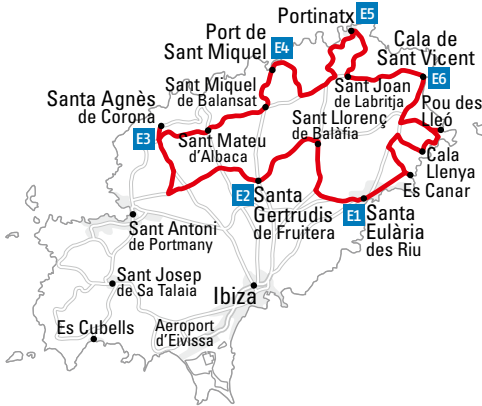 Portinatx
E5
Port de
Sant Miquel
E4
Cala de
Sant Vicent
E6
Sant Miquel
de Balansat
Sant Joan
de Labritja
Santa Agnès
de Corona
E3
Pou des
Lleó
Sant Llorenç
de Balàfia
Sant Mateu
d'Albaca
Cala
Llenya
Es Canar
E2
Santa
Gertrudis
de Fruitera
E1
Santa
Eulària
des Riu
Sant Antoni
de Portmany
Sant Josep
de Sa Talaia
Ibiza
Es Cubells
Aeroport
d'Eivissa